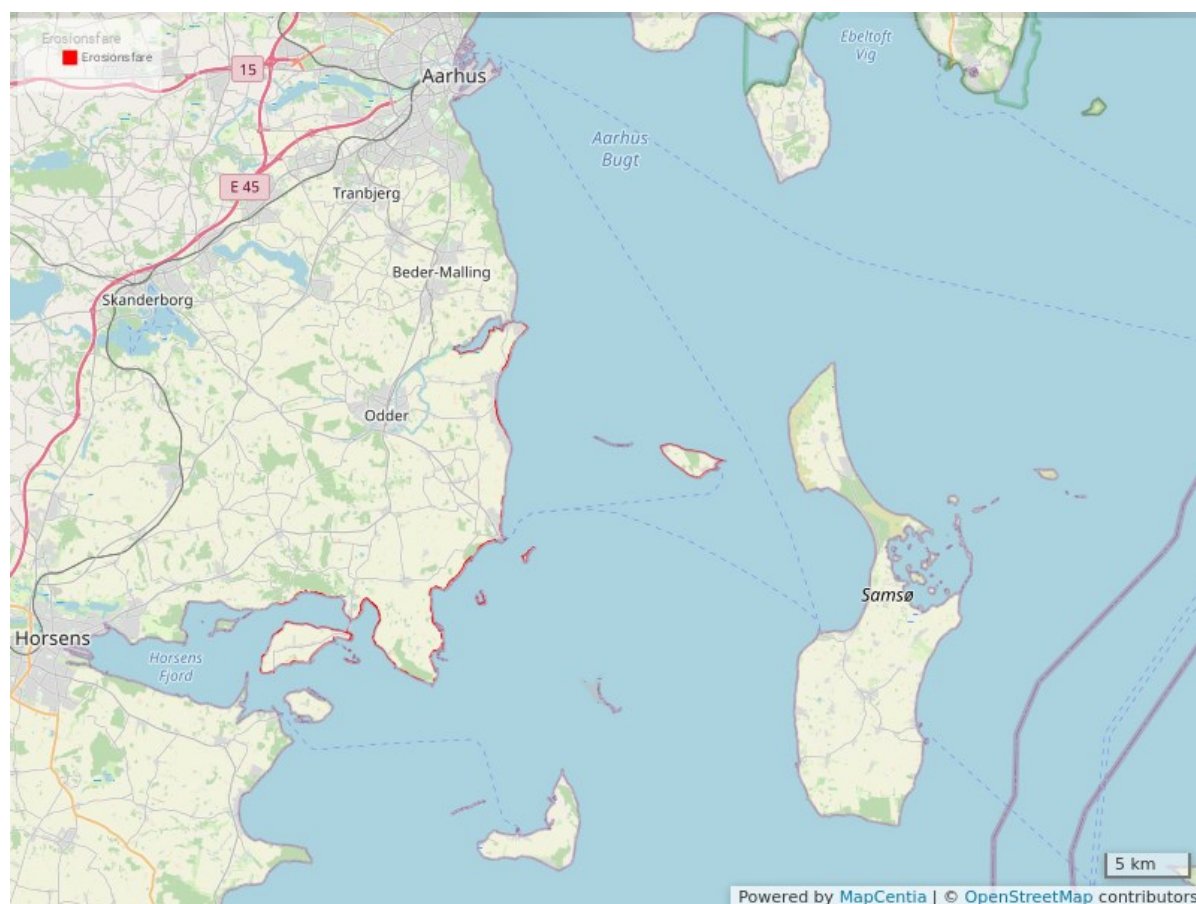 Erosionsfare
Erosionsfare
15
Aarhus
Ebeltoft
Vig
Aarhus
Bugt
E 45
Tranbjerg
Beder-Malling
Skanderborg
Odder
Samsø
Horsens
Horsens
Fjord
5 km
Powered by MapCentia | © OpenStreetMap contributors